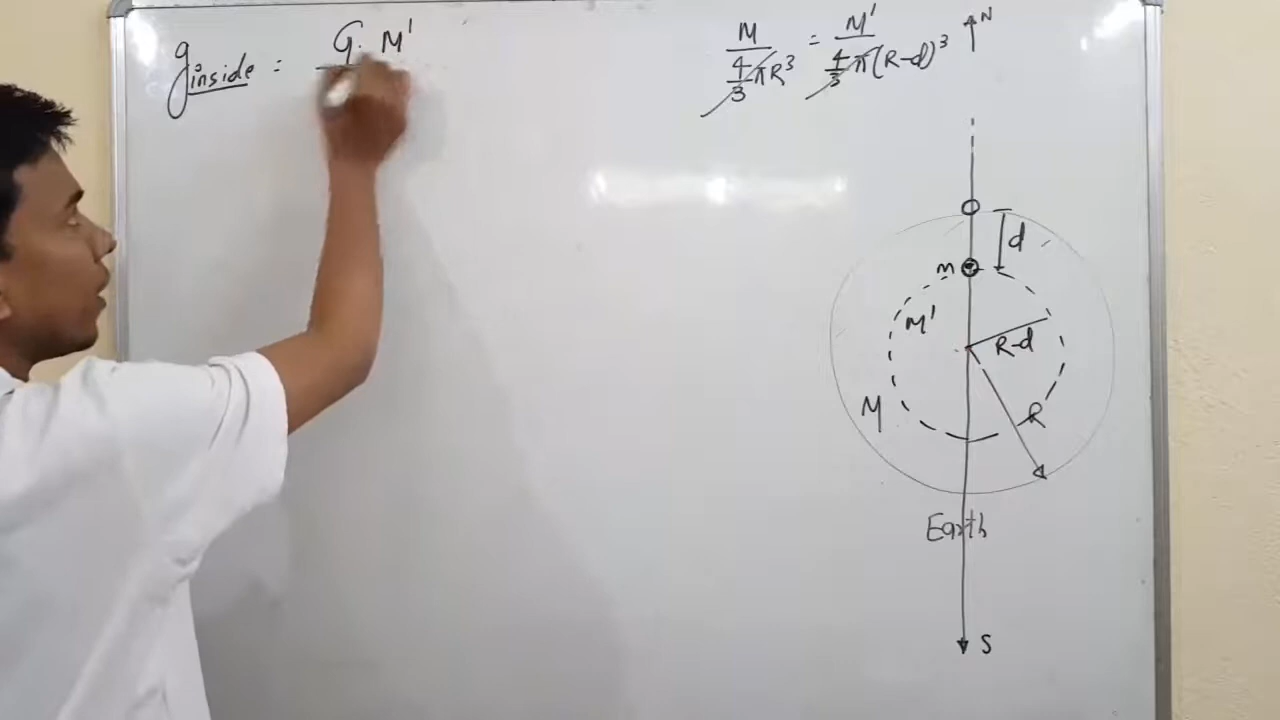 g inside = G. M'
M / (4/3 πR³) = M' / (4/3 π(R-d)³)
N
d
m
M'
R-d
M
R
Earth
S